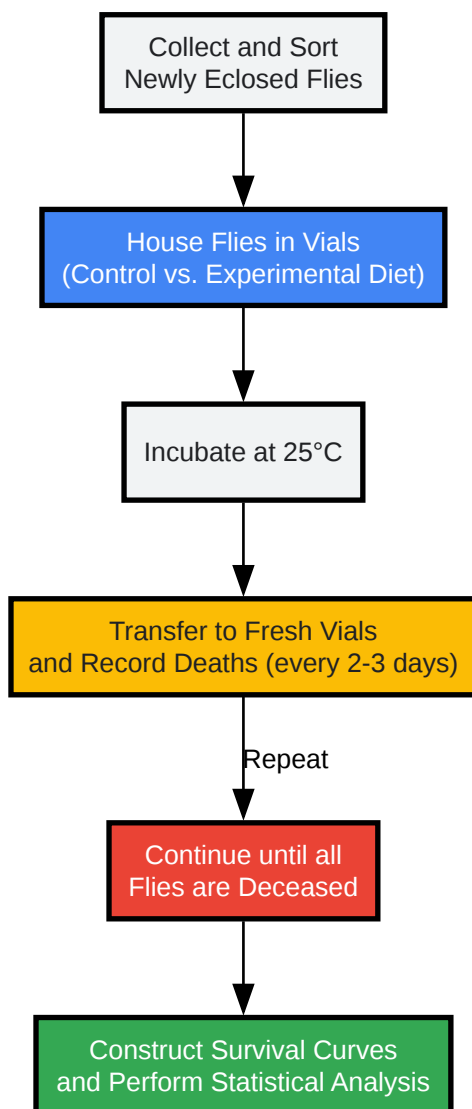 Collect and Sort
Newly Eclosed Flies
House Flies in Vials
(Control vs. Experimental Diet)
Incubate at 25°C
Transfer to Fresh Vials
and Record Deaths (every 2-3 days)
Repeat
Continue until all
Flies are Deceased
Construct Survival Curves
and Perform Statistical Analysis